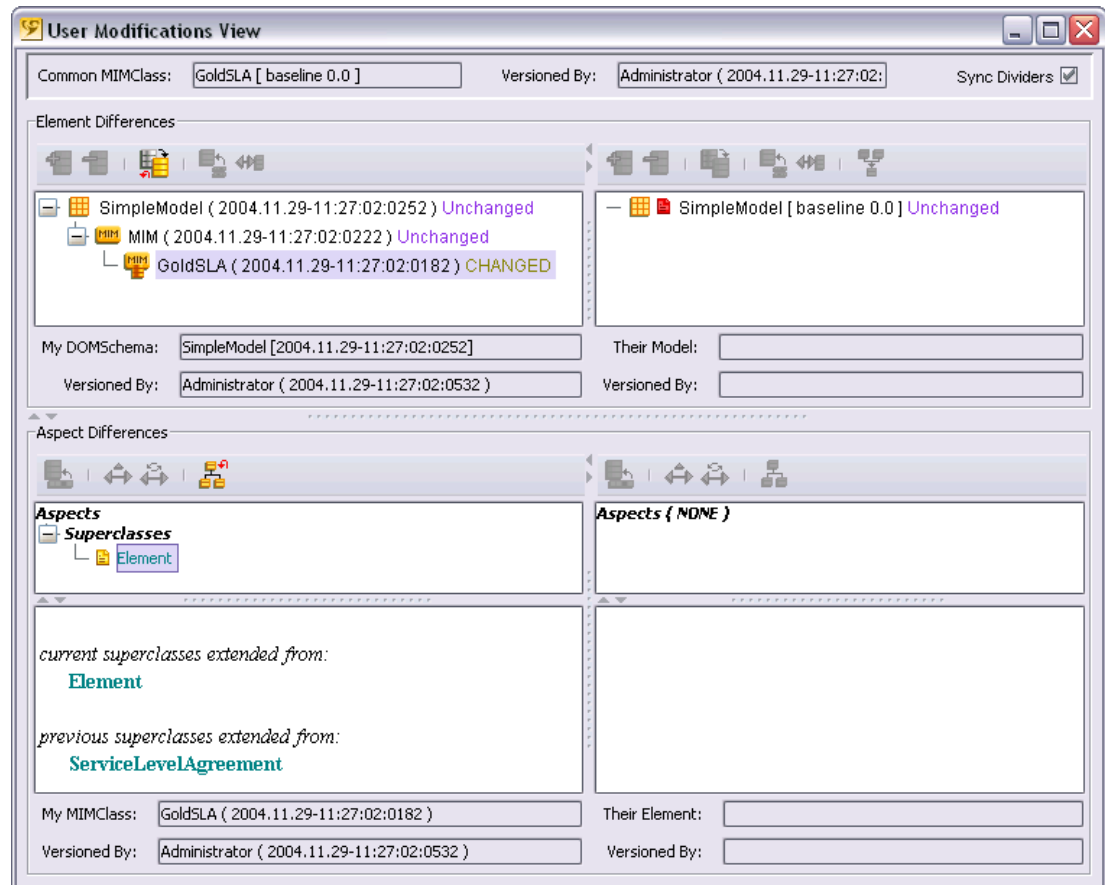 User Modifications View
Common MIMClass: GoldSLA [ baseline 0.0 ] Versioned By: Administrator ( 2004.11.29-11:27:02: Sync Dividers
Element Differences
SimpleModel ( 2004.11.29-11:27:02:0252 ) Unchanged
MIM ( 2004.11.29-11:27:02:0222 ) Unchanged
MIM GoldSLA ( 2004.11.29-11:27:02:0182 ) CHANGED
SimpleModel [ baseline 0.0 ] Unchanged
My DOMSchema: SimpleModel [2004.11.29-11:27:02:0252]
Versioned By: Administrator ( 2004.11.29-11:27:02:0532 )
Their Model:
Versioned By:
Aspect Differences
Aspects
Superclasses
Element
Aspects { NONE }
current superclasses extended from:
Element
previous superclasses extended from:
ServiceLevelAgreement
My MIMClass: GoldSLA ( 2004.11.29-11:27:02:0182 )
Versioned By: Administrator ( 2004.11.29-11:27:02:0532 )
Their Element:
Versioned By: